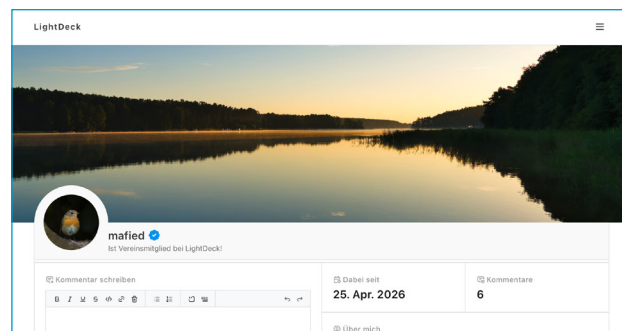 LightDeck
mafied
Ist Vereinsmitglied bei LightDeck!
Kommentar schreiben
Dabei seit
25. Apr. 2026
Kommentare
6
B I U S
Über mich